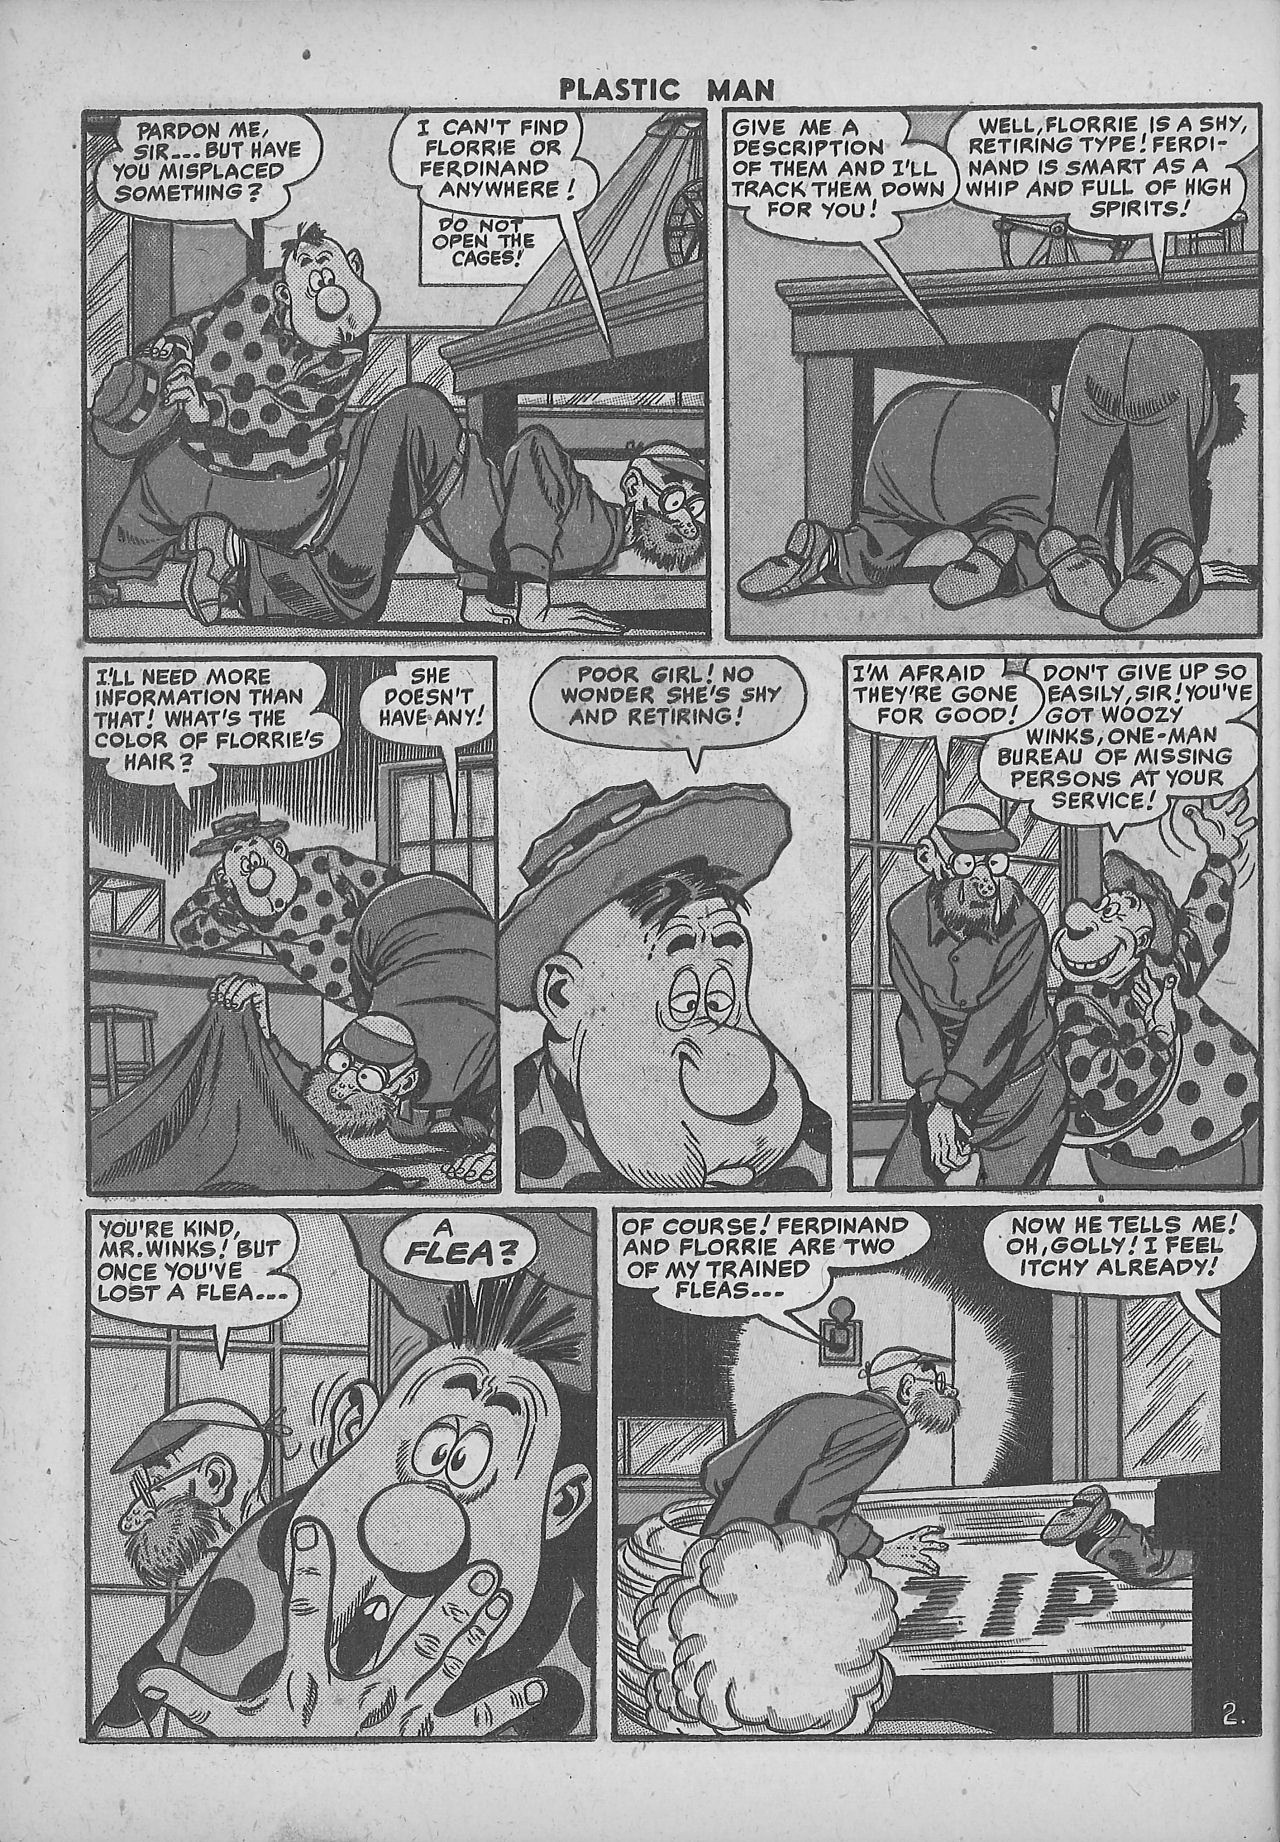 PLASTIC MAN
PARDON ME,
SIR...BUT HAVE
YOU MISPLACED
SOMETHING?
I CAN'T FIND
FLORRIE OR
FERDINAND
ANYWHERE!
DO NOT
OPEN THE
CAGES!
GIVE ME A
DESCRIPTION
OF THEM AND I'LL
TRACK THEM DOWN
FOR YOU!
WELL, FLORRIE IS A SHY,
RETIRING TYPE! FERDI-
NAND IS SMART AS A
WHIP AND FULL OF HIGH
SPIRITS!
I'LL NEED MORE
INFORMATION THAN
THAT! WHAT'S THE
COLOR OF FLORRIE'S
HAIR?
SHE
DOESN'T
HAVE ANY!
POOR GIRL! NO
WONDER SHE'S SHY
AND RETIRING!
I'M AFRAID
THEY'RE GONE
FOR GOOD!
DON'T GIVE UP SO
EASILY, SIR! YOU'VE
GOT WOOZY
WINKS, ONE-MAN
BUREAU OF MISSING
PERSONS AT YOUR
SERVICE!
YOU'RE KIND,
MR. WINKS! BUT
ONCE YOU'VE
LOST A FLEA...
A
FLEA?
OF COURSE! FERDINAND
AND FLORRIE ARE TWO
OF MY TRAINED
FLEAS...
NOW HE TELLS ME!
OH, GOLLY! I FEEL
ITCHY ALREADY!
ZIP
2.